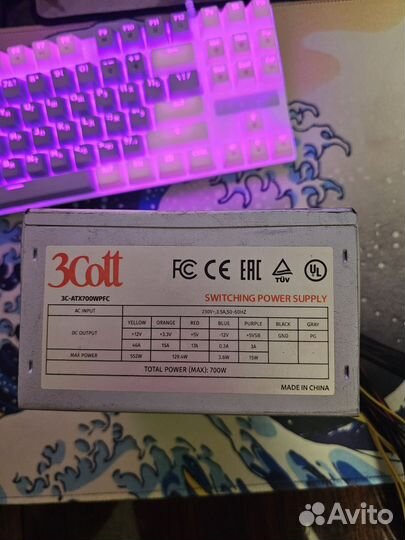 3Cott
FC CE EAC TÜV UL
3C-ATX700WPFC
SWITCHING POWER SUPPLY
AC INPUT 230V~,3.5A,50-60HZ
DC OUTPUT YELLOW ORANGE RED BLUE PURPLE BLACK GRAY
+12V +3.3V +5V -12V +5VSB GND PG
46A 15A 17A 0.3A 3A
MAX POWER 552W 129.4W 3.6W 15W
TOTAL POWER (MAX): 700W
MADE IN CHINA
Avito